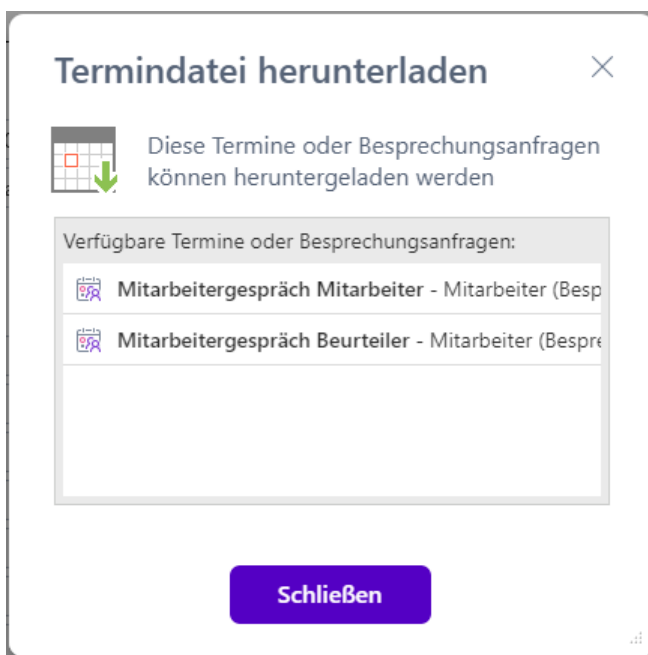 Termindatei herunterladen
Diese Termine oder Besprechungsanfragen
können heruntergeladen werden
Verfügbare Termine oder Besprechungsanfragen:
Mitarbeitergespräch Mitarbeiter - Mitarbeiter (Besp
Mitarbeitergespräch Beurteiler - Mitarbeiter (Bespre
Schließen